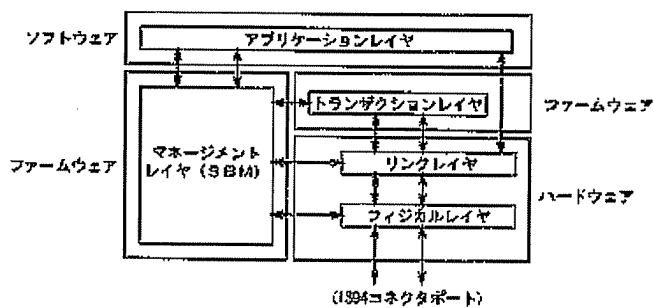 ソフトウェア
アプリケーションレイヤ
トランザクションレイヤ
ファームウェア
マネージメント
レイヤ(SBM)
ファームウェア
リンクレイヤ
ハードウェア
フィジカルレイヤ
(1394コネクタポート)